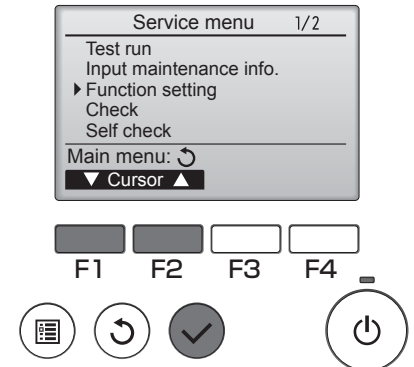 Service menu 1/2
Test run
Input maintenance info.
Function setting
Check
Self check
Main menu:
▼ Cursor ▲
F1 F2 F3 F4